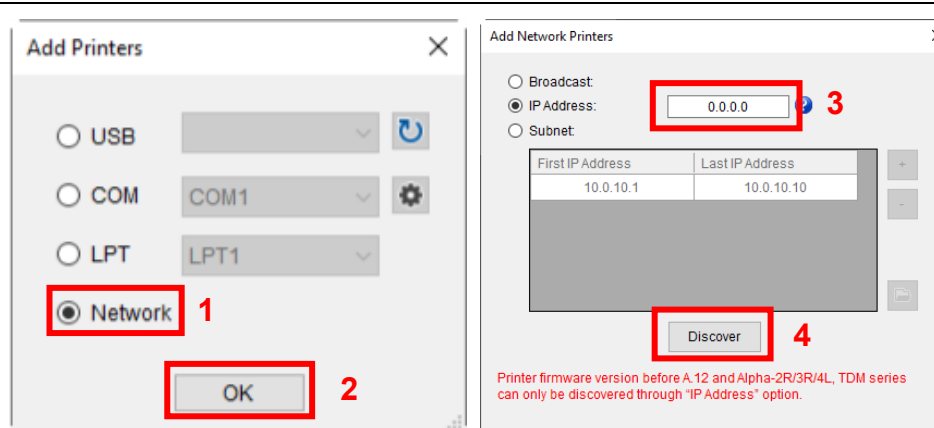 Add Printers
USB
COM COM1
LPT LPT1
Network 1
OK 2
Add Network Printers
Broadcast:
IP Address: 0.0.0.0 ? 3
Subnet:
First IP Address Last IP Address
10.0.10.1 10.0.10.10
+
-
Discover 4
Printer firmware version before A.12 and Alpha-2R/3R/4L, TDM series
can only be discovered through “IP Address” option.